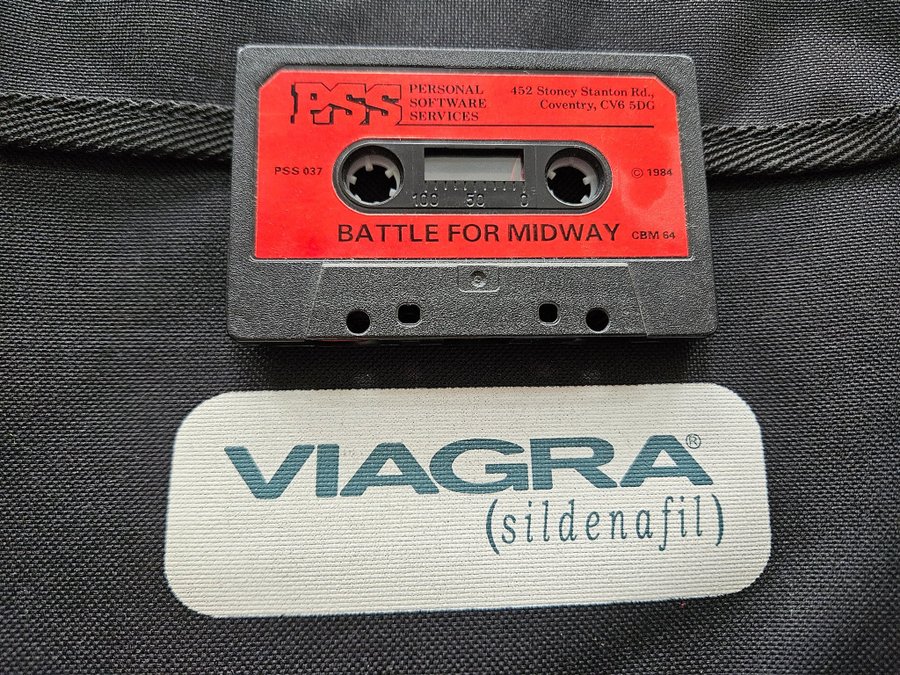 PSS PERSONAL SOFTWARE SERVICES
452 Stoney Stanton Rd.,
Coventry, CV6 5DG
PSS 037
© 1984
100 50 0
BATTLE FOR MIDWAY CBM 64
VIAGRA®
(sildenafil)